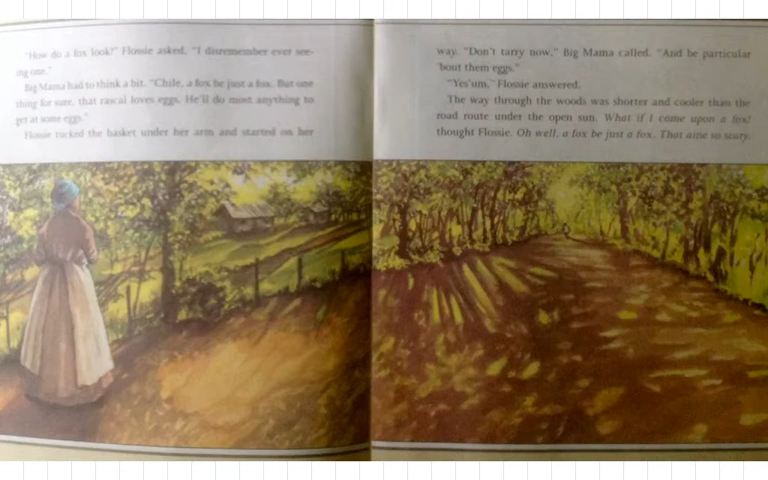 "How do a fox look?" Flossie asked. "I disremember ever see-
ing one."
Big Mama had to think a bit. "Chile, a fox be just a fox. But one
thing for sure, that rascal loves eggs. He'll do most anything to
get at some eggs."
Flossie tucked the basket under her arm and started on her
way. "Don't tarry now," Big Mama called. "And be particular
'bout them eggs."
"Yes'um," Flossie answered.
The way through the woods was shorter and cooler than the
road route under the open sun. What if I come upon a fox?
thought Flossie. Oh well, a fox be just a fox. That aine so scary.